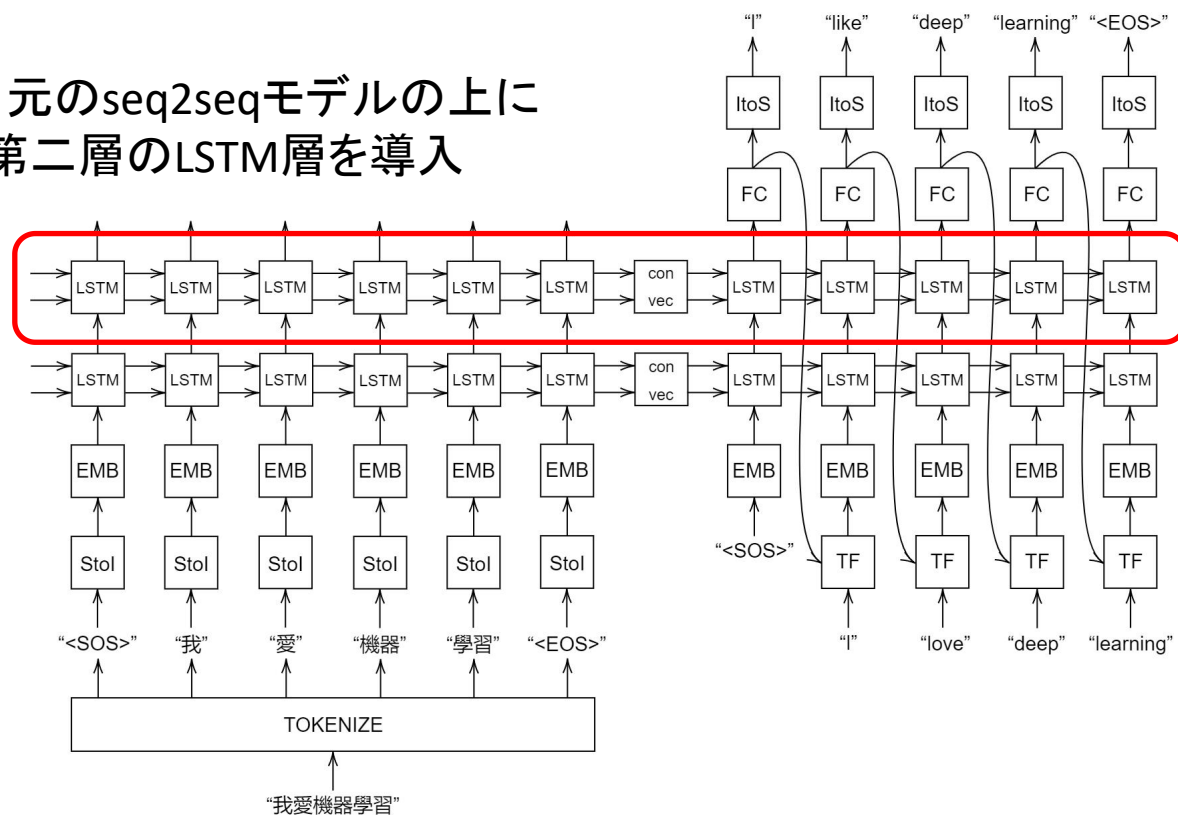 元のseq2seqモデルの上に
第二層のLSTM層を導入
“I” “like” “deep” “learning” “<EOS>”
ItoS ItoS ItoS ItoS ItoS
FC FC FC FC FC
LSTM LSTM LSTM LSTM LSTM LSTM con vec LSTM LSTM LSTM LSTM LSTM
LSTM LSTM LSTM LSTM LSTM LSTM con vec LSTM LSTM LSTM LSTM LSTM
EMB EMB EMB EMB EMB EMB EMB EMB EMB EMB EMB
StoI StoI StoI StoI StoI StoI “<SOS>” TF TF TF TF
“<SOS>” “我” “愛” “機器” “學習” “<EOS>” “I” “love” “deep” “learning”
TOKENIZE
“我愛機器學習”